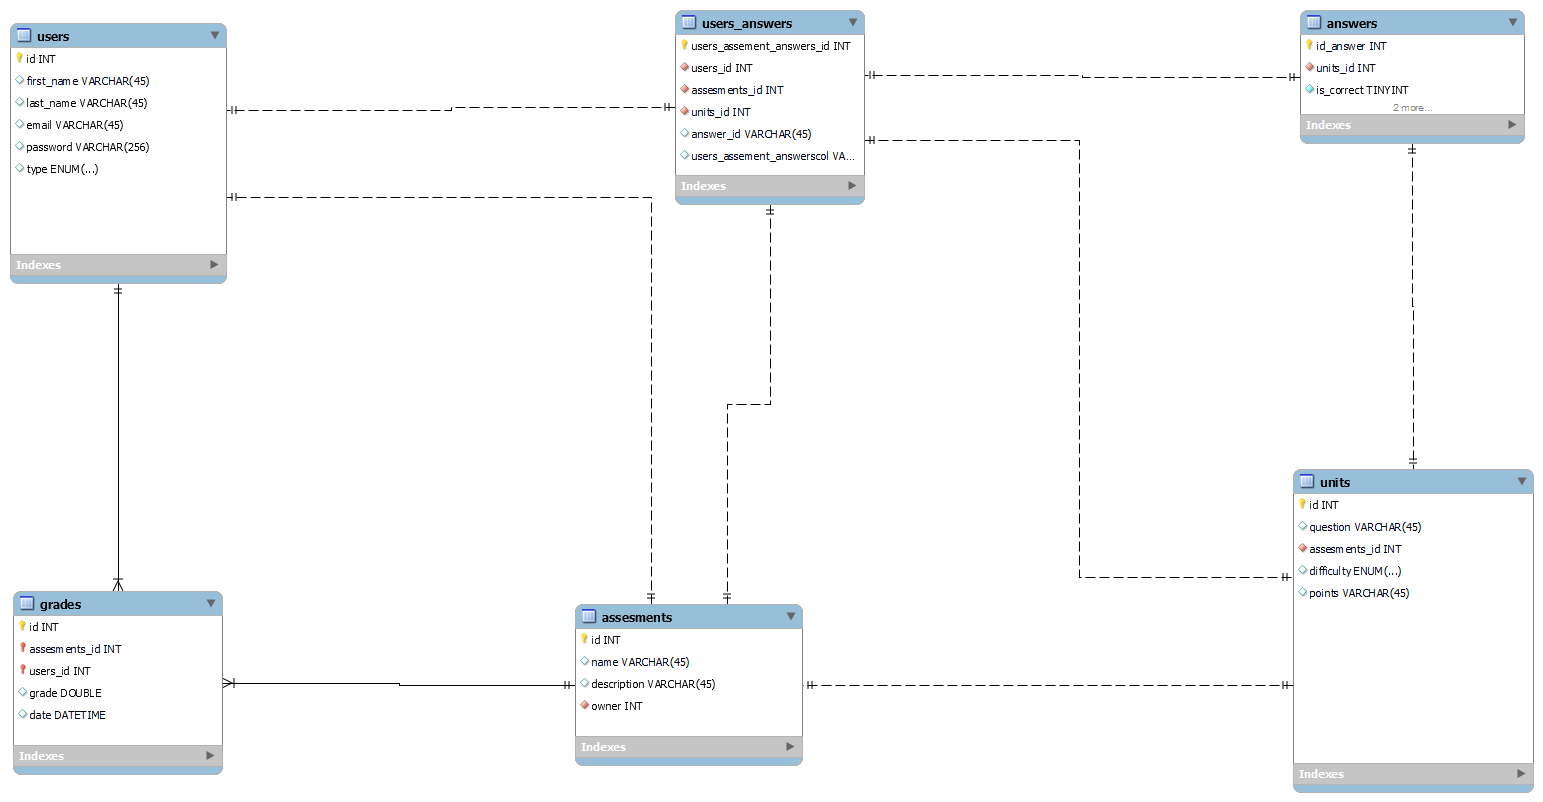 users
id INT
first_name VARCHAR(45)
last_name VARCHAR(45)
email VARCHAR(45)
password VARCHAR(256)
type ENUM(...)
Indexes
users_answers
users_assement_answers_id INT
users_id INT
assesments_id INT
units_id INT
answer_id VARCHAR(45)
users_assement_answerscol VA...
Indexes
answers
id_answer INT
units_id INT
is_correct TINYINT
2 more...
Indexes
grades
id INT
assesments_id INT
users_id INT
grade DOUBLE
date DATETIME
Indexes
assesments
id INT
name VARCHAR(45)
description VARCHAR(45)
owner INT
Indexes
units
id INT
question VARCHAR(45)
assesments_id INT
difficulty ENUM(...)
points VARCHAR(45)
Indexes